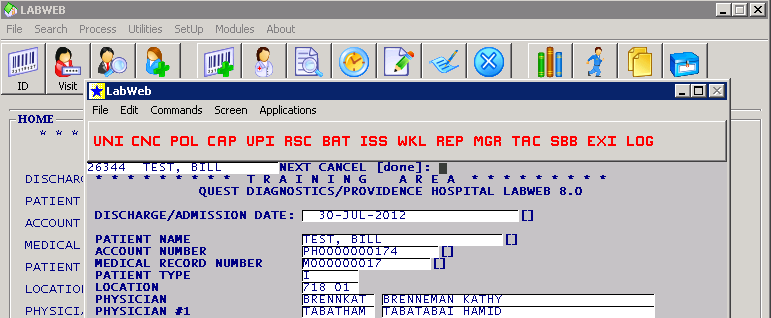 LABWEB
File Search Process Utilities SetUp Modules About
ID Visit
LabWeb
File Edit Commands Screen Applications
UNI CNC POL CAP UPI RSC BAT ISS WKL REP MGR TAC SBB EXI LOG
HOME
* * *
DISCHARG
PATIENT
ACCOUNT
MEDICAL
PATIENT
LOCATION
PHYSICIA
26344 TEST, BILL NEXT CANCEL [done]:
* * * * * * * * * T R A I N I N G A R E A * * * * * * * * *
QUEST DIAGNOSTICS/PROVIDENCE HOSPITAL LABWEB 8.0
DISCHARGE/ADMISSION DATE: 30-JUL-2012 []
PATIENT NAME TEST, BILL []
ACCOUNT NUMBER PH0000000174 []
MEDICAL RECORD NUMBER M000000017 []
PATIENT TYPE I
LOCATION 718 01
PHYSICIAN BRENNKAT BRENNEMAN KATHY
PHYSICIAN #1 TABATHAM TABATABAI HAMID